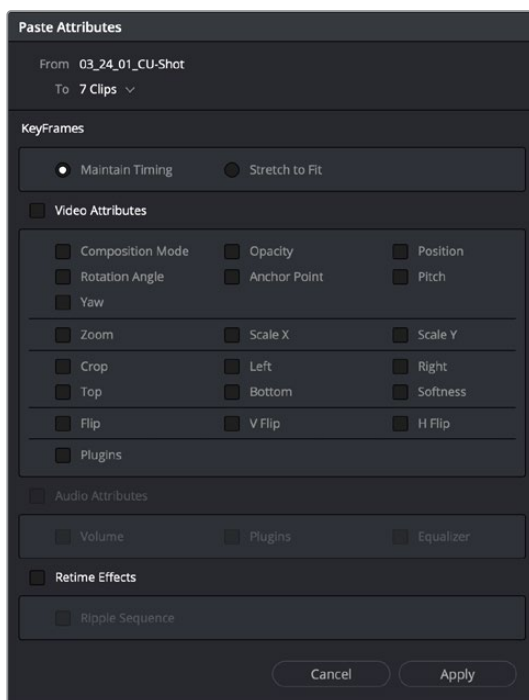 Paste Attributes
From 03_24_01_CU-Shot
To 7 Clips
KeyFrames
Maintain Timing Stretch to Fit
Video Attributes
Composition Mode Opacity Position
Rotation Angle Anchor Point Pitch
Yaw
Zoom Scale X Scale Y
Crop Left Right
Top Bottom Softness
Flip V Flip H Flip
Plugins
Audio Attributes
Volume Plugins Equalizer
Retime Effects
Ripple Sequence
Cancel Apply